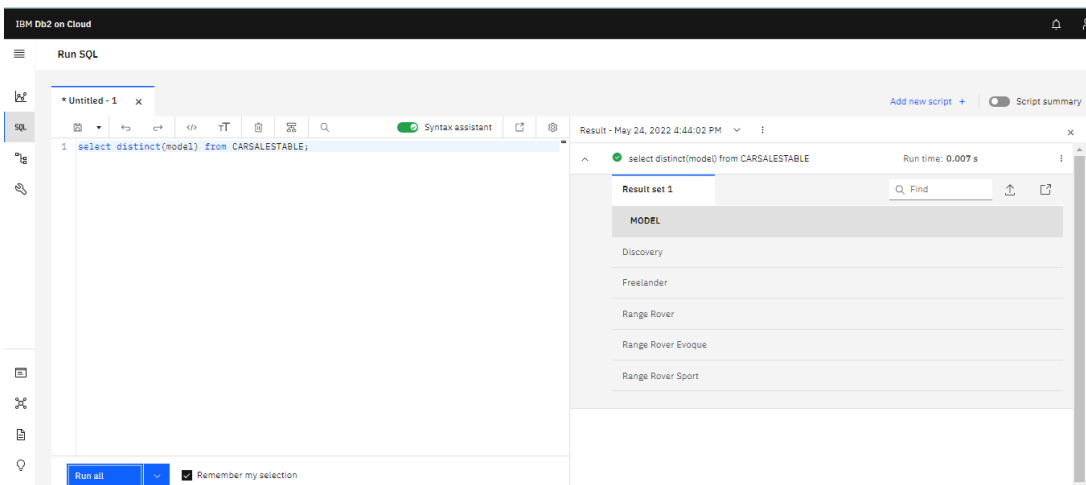 IBM Db2 on Cloud
Run SQL
* Untitled - 1 x
Add new script +
Script summary
SQL
Syntax assistant
Result - May 24, 2022 4:44:02 PM
1 select distinct(model) from CARSALESTABLE;
select distinct(model) from CARSALESTABLE
Run time: 0.007 s
Result set 1
Find
MODEL
Discovery
Freelander
Range Rover
Range Rover Evoque
Range Rover Sport
Run all
Remember my selection